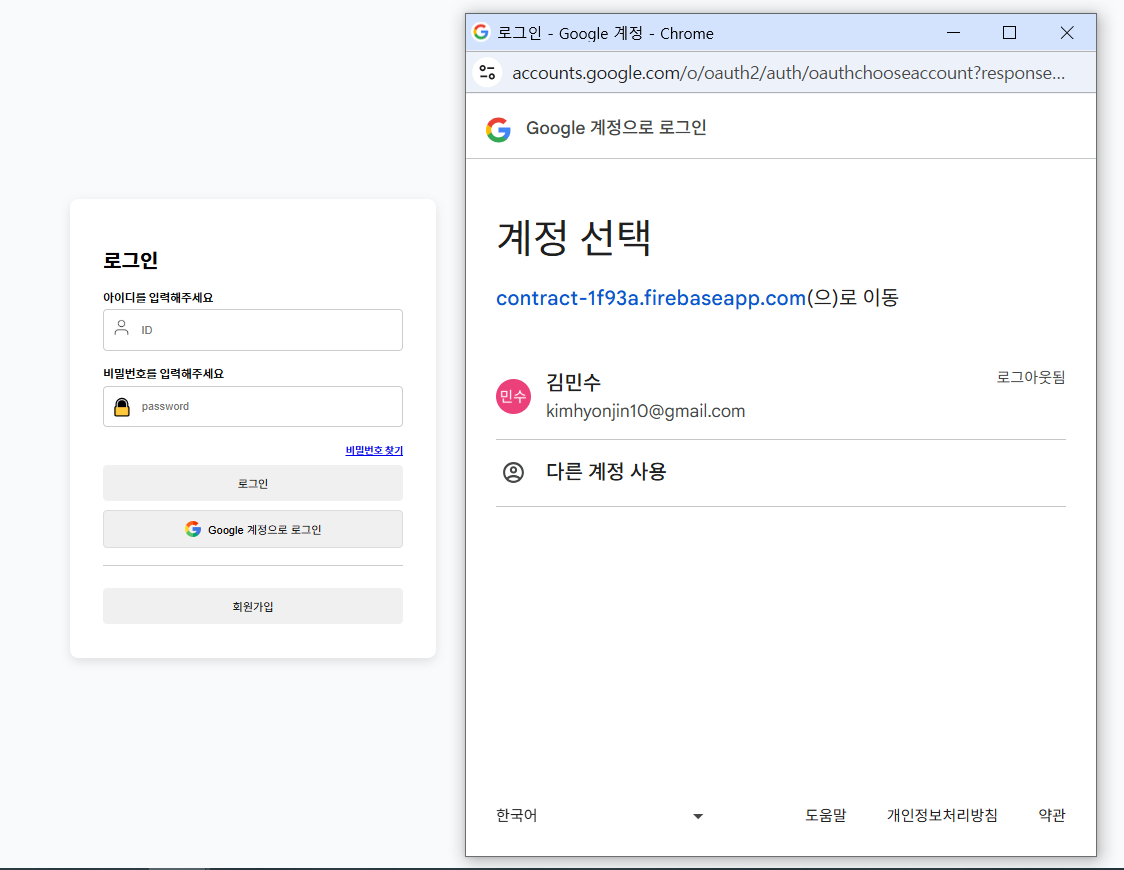 로그인
아이디를 입력해주세요
ID
비밀번호를 입력해주세요
password
비밀번호 찾기
로그인
Google 계정으로 로그인
회원가입
로그인 - Google 계정 - Chrome
accounts.google.com/o/oauth2/auth/oauthchooseaccount?response...
Google 계정으로 로그인
계정 선택
contract-1f93a.firebaseapp.com(으)로 이동
민수
김민수
로그아웃됨
kimhyonjin10@gmail.com
다른 계정 사용
한국어
도움말
개인정보처리방침
약관